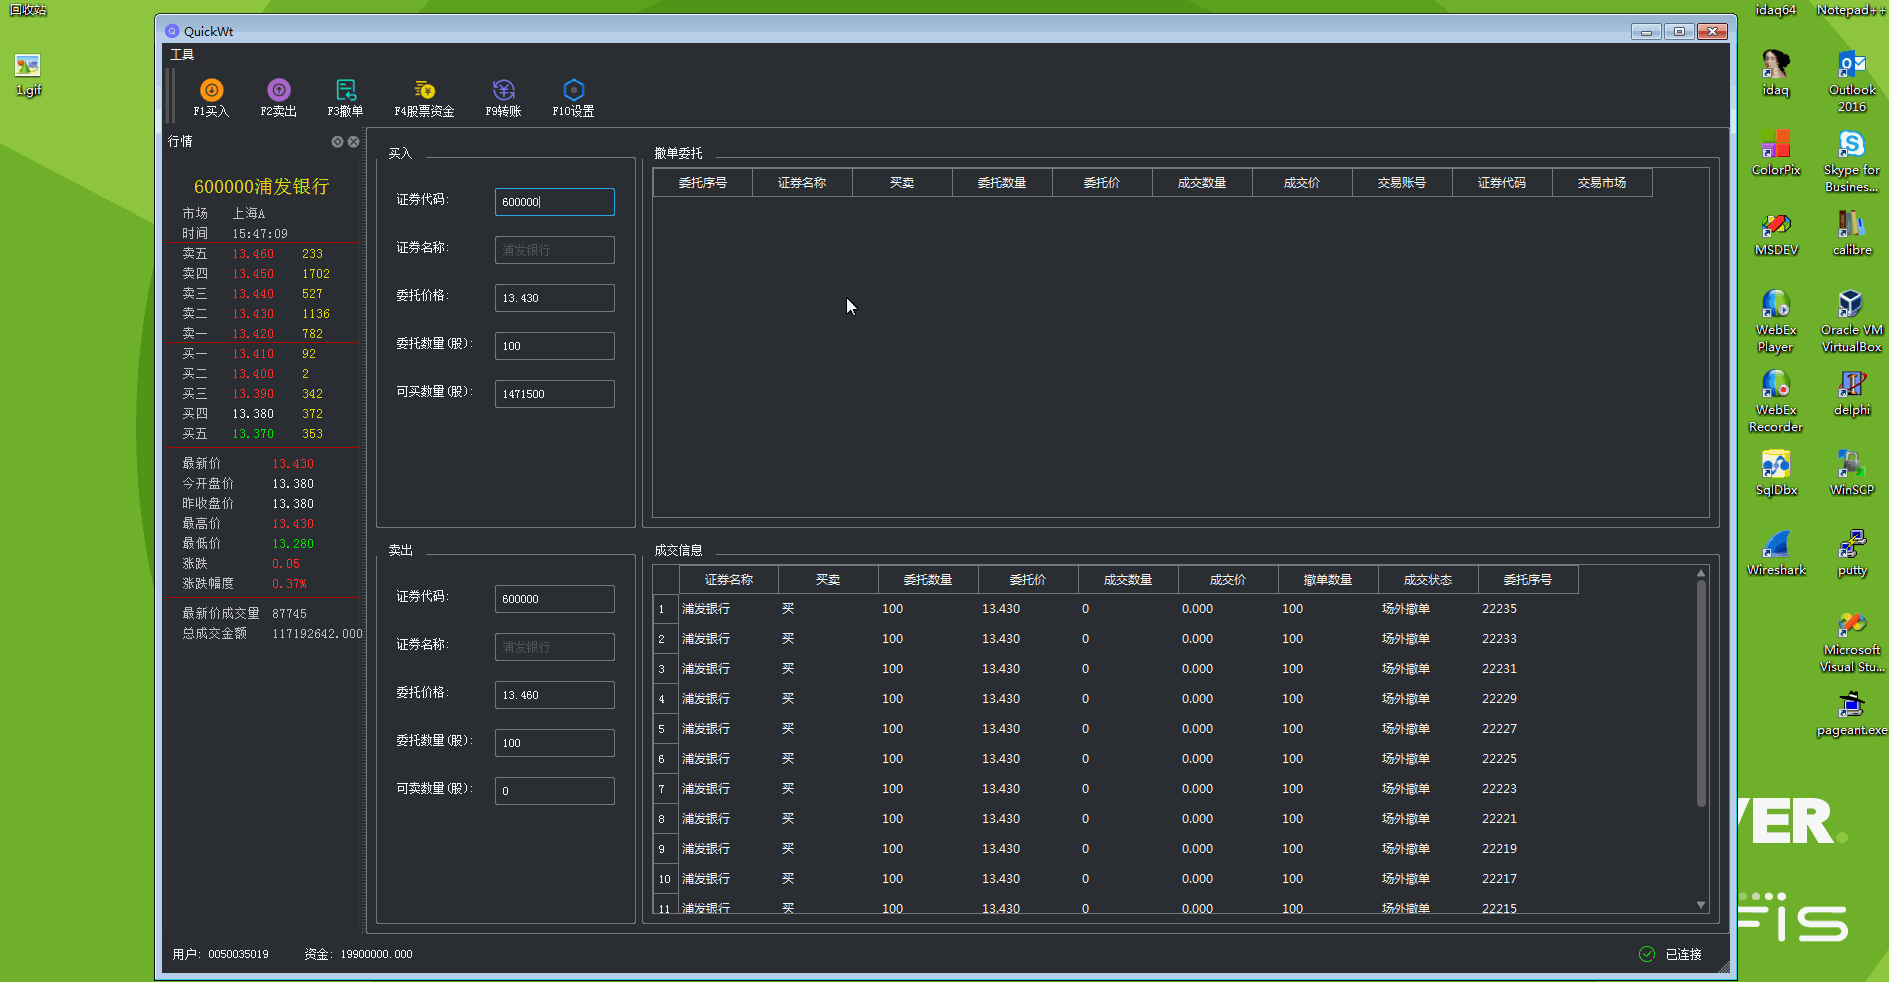 回收站
1.gif
QuickWt
工具
F1买入 F2卖出 F3撤单 F4股票资金 F9转账 F10设置
行情
600000浦发银行
市场 上海A
时间 15:47:09
卖五 13.460 233
卖四 13.450 1702
卖三 13.440 527
卖二 13.430 1136
卖一 13.420 782
买一 13.410 92
买二 13.400 2
买三 13.390 342
买四 13.380 372
买五 13.370 353
最新价 13.430
今开盘价 13.380
昨收盘价 13.380
最高价 13.430
最低价 13.280
涨跌 0.05
涨跌幅度 0.37%
最新价成交量 87745
总成交金额 117192642.000
买入
证券代码: 600000
证券名称: 浦发银行
委托价格: 13.430
委托数量(股): 100
可买数量(股): 1471500
撤单委托
委托序号 证券名称 买卖 委托数量 委托价 成交数量 成交价 交易账号 证券代码 交易市场
卖出
证券代码: 600000
证券名称: 浦发银行
委托价格: 13.460
委托数量(股): 100
可卖数量(股): 0
成交信息
证券名称 买卖 委托数量 委托价 成交数量 成交价 撤单数量 成交状态 委托序号
1 浦发银行 买 100 13.430 0 0.000 100 场外撤单 22235
2 浦发银行 买 100 13.430 0 0.000 100 场外撤单 22233
3 浦发银行 买 100 13.430 0 0.000 100 场外撤单 22231
4 浦发银行 买 100 13.430 0 0.000 100 场外撤单 22229
5 浦发银行 买 100 13.430 0 0.000 100 场外撤单 22227
6 浦发银行 买 100 13.430 0 0.000 100 场外撤单 22225
7 浦发银行 买 100 13.430 0 0.000 100 场外撤单 22223
8 浦发银行 买 100 13.430 0 0.000 100 场外撤单 22221
9 浦发银行 买 100 13.430 0 0.000 100 场外撤单 22219
10 浦发银行 买 100 13.430 0 0.000 100 场外撤单 22217
11 浦发银行 买 100 13.430 0 0.000 100 场外撤单 22215
用户: 0050035019 资金: 19900000.000
已连接
idaq64 Notepad++
idaq
Outlook
2016
ColorPix
Skype for
Busines...
MSDEV calibre
WebEx
Player
Oracle VM
VirtualBox
WebEx
Recorder
delphi
SqlDbx WinSCP
Wireshark putty
Microsoft
Visual Stu...
pageant.exe
VER.
FIS